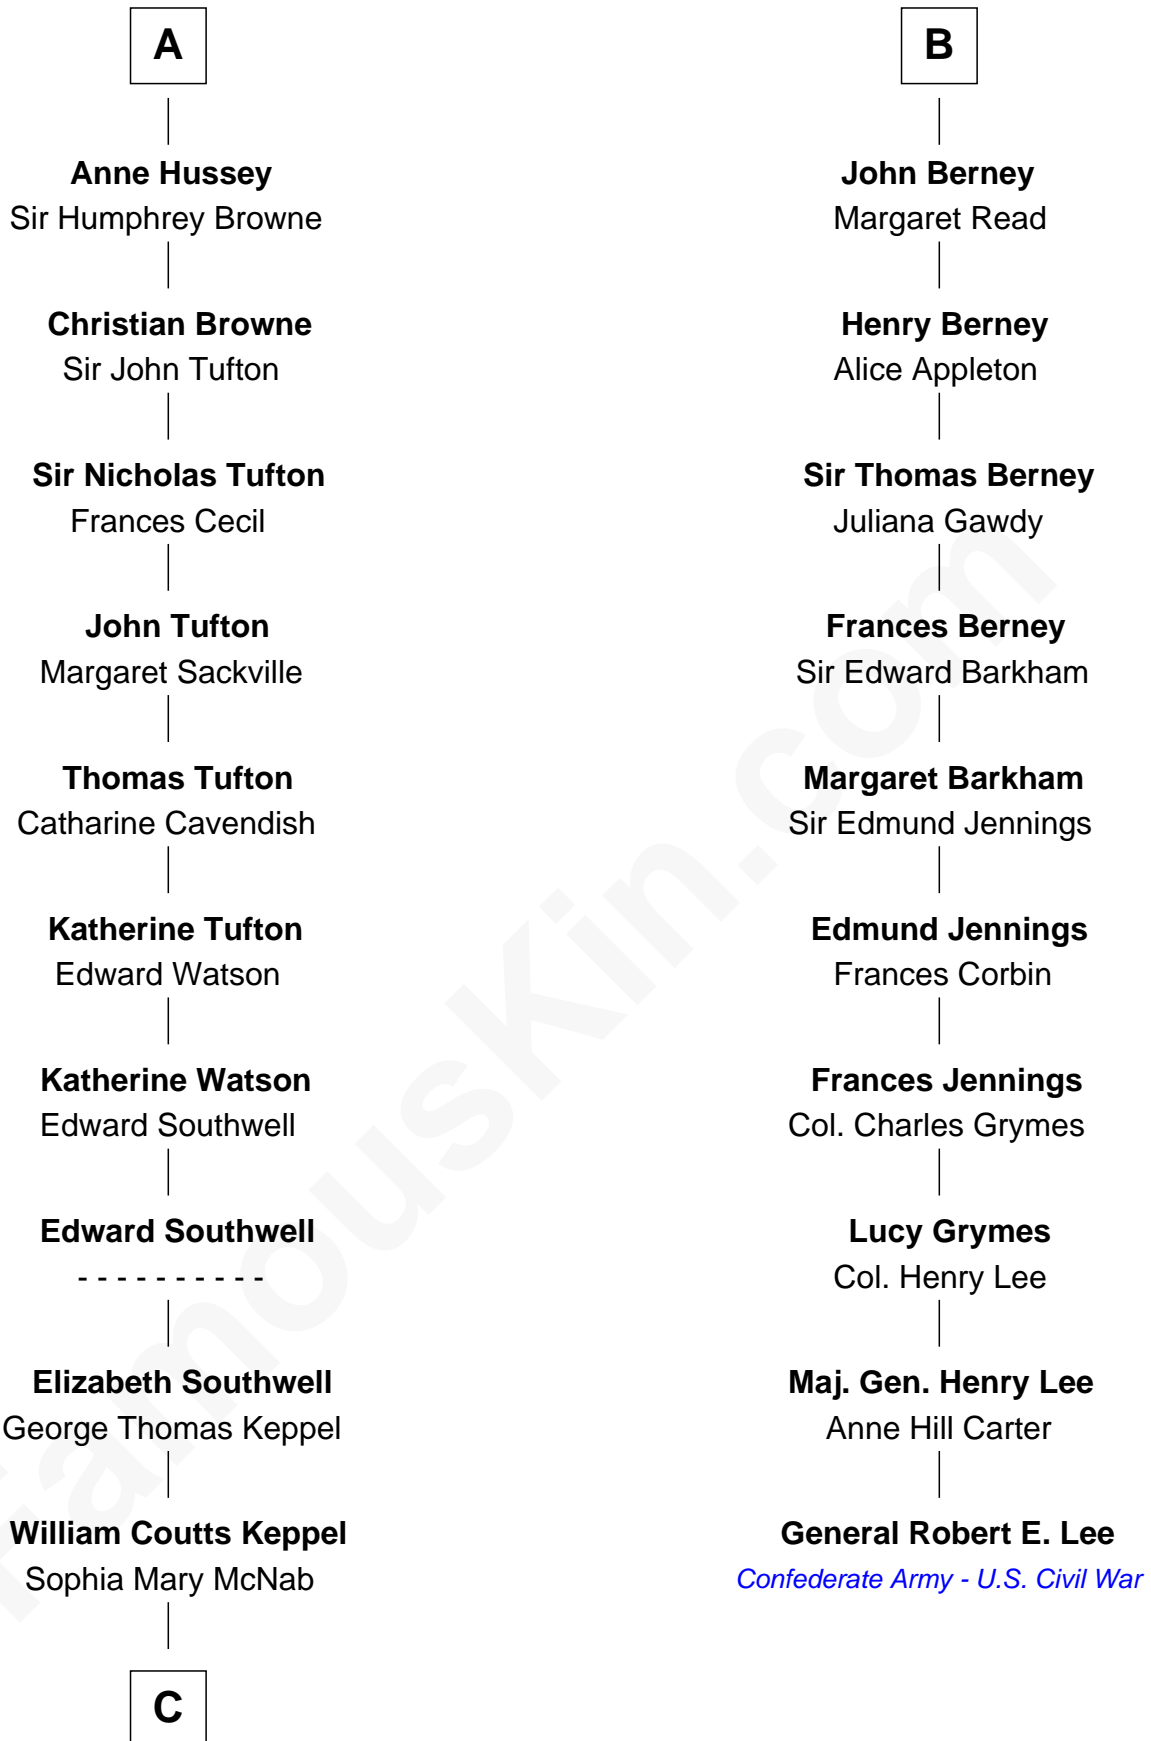 A
Anne Hussey
Sir Humphrey Browne
Christian Browne
Sir John Tufton
Sir Nicholas Tufton
Frances Cecil
John Tufton
Margaret Sackville
Thomas Tufton
Catharine Cavendish
Katherine Tufton
Edward Watson
Katherine Watson
Edward Southwell
Edward Southwell
- - - - - - - - - -
Elizabeth Southwell
George Thomas Keppel
William Coutts Keppel
Sophia Mary McNab
C
B
John Berney
Margaret Read
Henry Berney
Alice Appleton
Sir Thomas Berney
Juliana Gawdy
Frances Berney
Sir Edward Barkham
Margaret Barkham
Sir Edmund Jennings
Edmund Jennings
Frances Corbin
Frances Jennings
Col. Charles Grymes
Lucy Grymes
Col. Henry Lee
Maj. Gen. Henry Lee
Anne Hill Carter
General Robert E. Lee
Confederate Army - U.S. Civil War
FamousKin.com